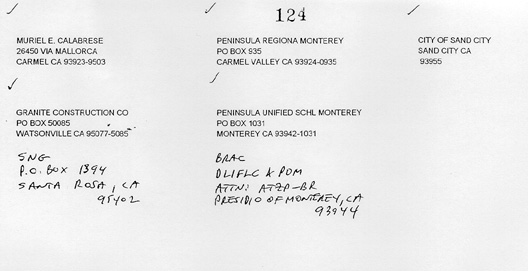 124
MURIEL E. CALABRESE
26450 VIA MALLORCA
CARMEL CA 93923-9503
PENINSULA REGIONA MONTEREY
PO BOX 935
CARMEL VALLEY CA 93924-0935
CITY OF SAND CITY
SAND CITY CA
93955
GRANITE CONSTRUCTION CO
PO BOX 50085
WATSONVILLE CA 95077-5085
PENINSULA UNIFIED SCHL MONTEREY
PO BOX 1031
MONTEREY CA 93942-1031
SNG
P.O. BOX 1394
SANTA ROSA, CA
95402
BRAC
DLIFLC & POM
ATTN: ATZP-BR
PRESIDIO OF MONTEREY, CA
93944